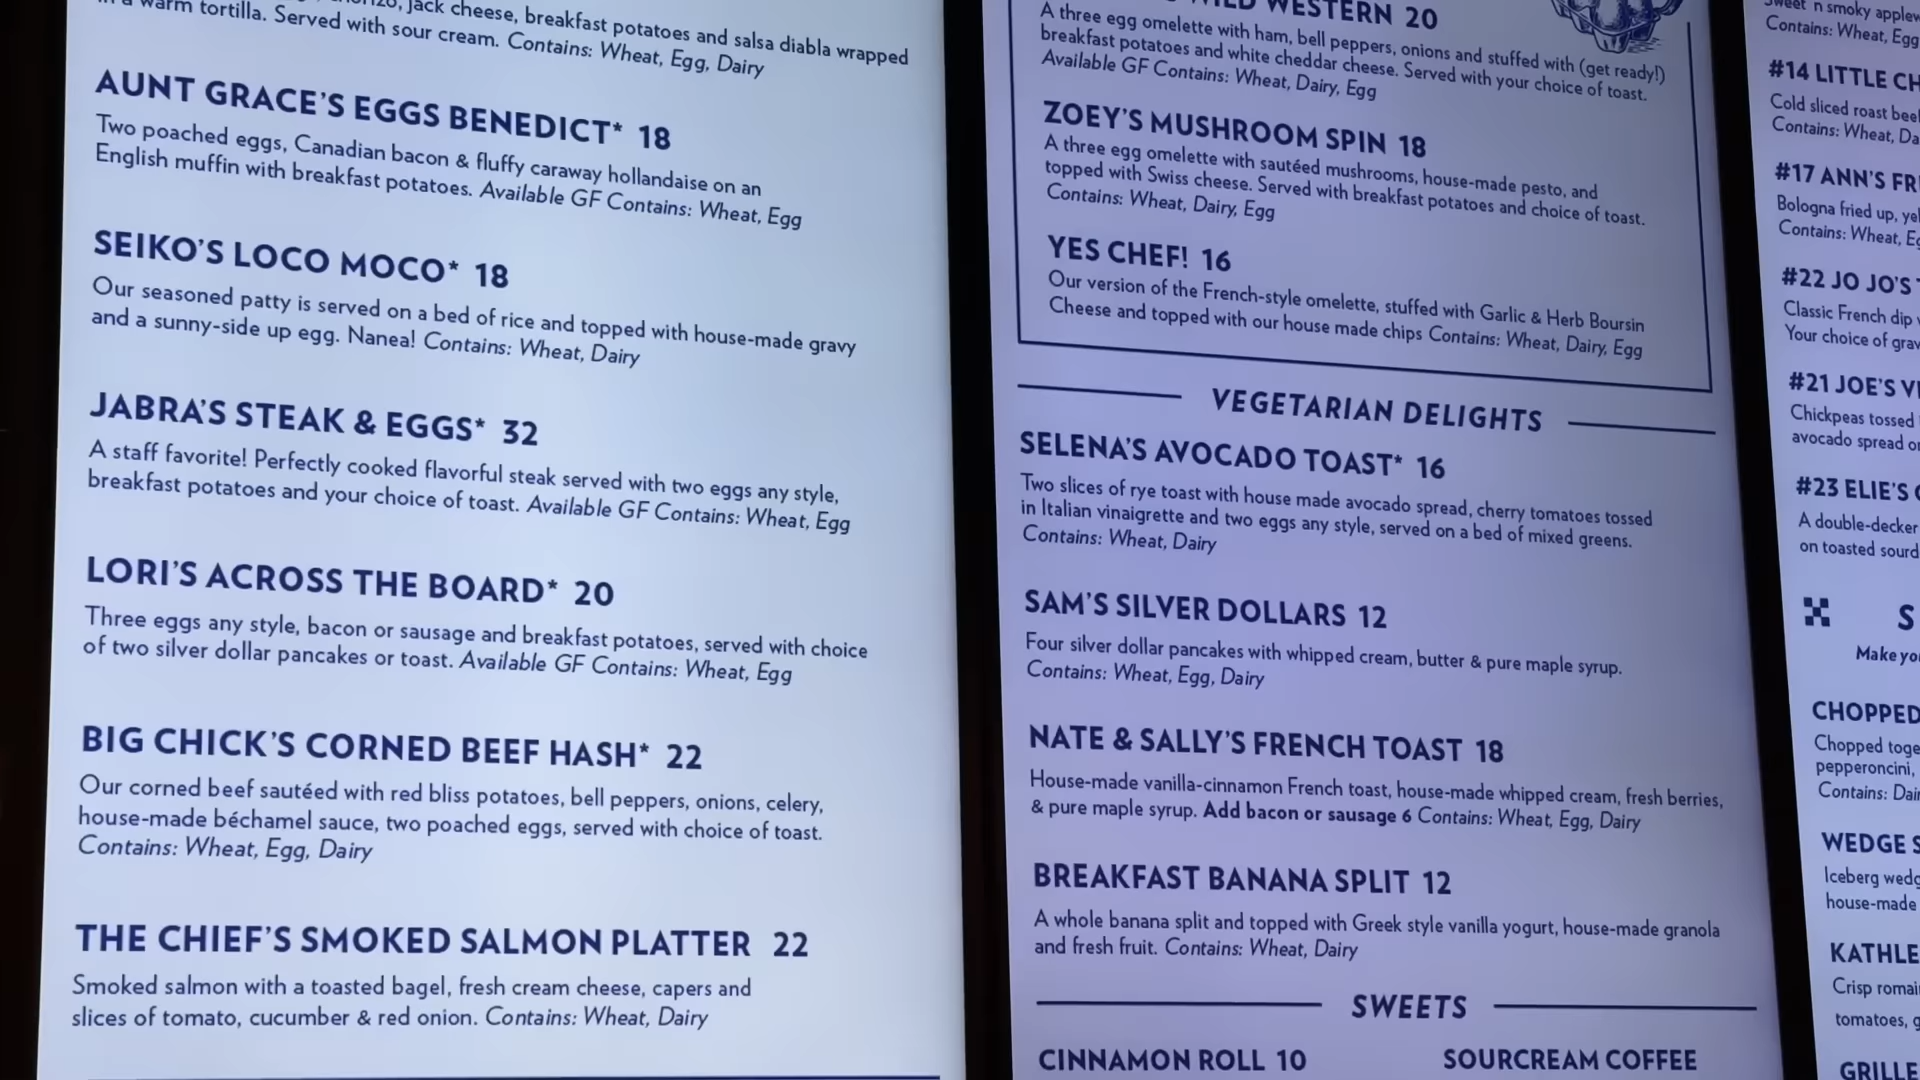 jack cheese, breakfast potatoes and salsa diabla wrapped
warm tortilla. Served with sour cream. Contains: Wheat, Egg, Dairy
AUNT GRACE'S EGGS BENEDICT* 18
Two poached eggs, Canadian bacon & fluffy caraway hollandaise on an
English muffin with breakfast potatoes. Available GF Contains: Wheat, Egg
SEIKO'S LOCO MOCO* 18
Our seasoned patty is served on a bed of rice and topped with house-made gravy
and a sunny-side up egg. Nanea! Contains: Wheat, Dairy
JABRA'S STEAK & EGGS* 32
A staff favorite! Perfectly cooked flavorful steak served with two eggs any style,
breakfast potatoes and your choice of toast. Available GF Contains: Wheat, Egg
LORI'S ACROSS THE BOARD* 20
Three eggs any style, bacon or sausage and breakfast potatoes, served with choice
of two silver dollar pancakes or toast. Available GF Contains: Wheat, Egg
BIG CHICK'S CORNED BEEF HASH* 22
Our corned beef sautéed with red bliss potatoes, bell peppers, onions, celery,
house-made béchamel sauce, two poached eggs, served with choice of toast.
Contains: Wheat, Egg, Dairy
THE CHIEF'S SMOKED SALMON PLATTER 22
Smoked salmon with a toasted bagel, fresh cream cheese, capers and
slices of tomato, cucumber & red onion. Contains: Wheat, Dairy
WESTERN 20
A three egg omelette with ham, bell peppers, onions and stuffed with (get ready!)
breakfast potatoes and white cheddar cheese. Served with your choice of toast.
Available GF Contains: Wheat, Dairy, Egg
ZOEY'S MUSHROOM SPIN 18
A three egg omelette with sautéed mushrooms, house-made pesto, and
topped with Swiss cheese. Served with breakfast potatoes and choice of toast.
Contains: Wheat, Dairy, Egg
YES CHEF! 16
Our version of the French-style omelette, stuffed with Garlic & Herb Boursin
Cheese and topped with our house made chips Contains: Wheat, Dairy, Egg
VEGETARIAN DELIGHTS
SELENA'S AVOCADO TOAST* 16
Two slices of rye toast with house made avocado spread, cherry tomatoes tossed
in Italian vinaigrette and two eggs any style, served on a bed of mixed greens.
Contains: Wheat, Dairy
SAM'S SILVER DOLLARS 12
Four silver dollar pancakes with whipped cream, butter & pure maple syrup.
Contains: Wheat, Egg, Dairy
NATE & SALLY'S FRENCH TOAST 18
House-made vanilla-cinnamon French toast, house-made whipped cream, fresh berries,
& pure maple syrup. Add bacon or sausage 6 Contains: Wheat, Egg, Dairy
BREAKFAST BANANA SPLIT 12
A whole banana split and topped with Greek style vanilla yogurt, house-made granola
and fresh fruit. Contains: Wheat, Dairy
SWEETS
CINNAMON ROLL 10
SOURCREAM COFFEE
Sweet n smoky
Contains: Wheat, Egg
#14 LITTLE
Cold sliced roast
Contains: Wheat,
#17 ANN'S
Bologna fried up,
Contains: Wheat,
#22 JO JO'S
Classic French dip
Your choice of
#21 JOE'S
Chickpeas tossed
avocado spread
#23 ELIE'S
A double-decker
on toasted
Make
CHOPPED
Chopped
pepperoncini,
Contains:
WEDGE
Iceberg
house-made
Crisp
tomatoes,